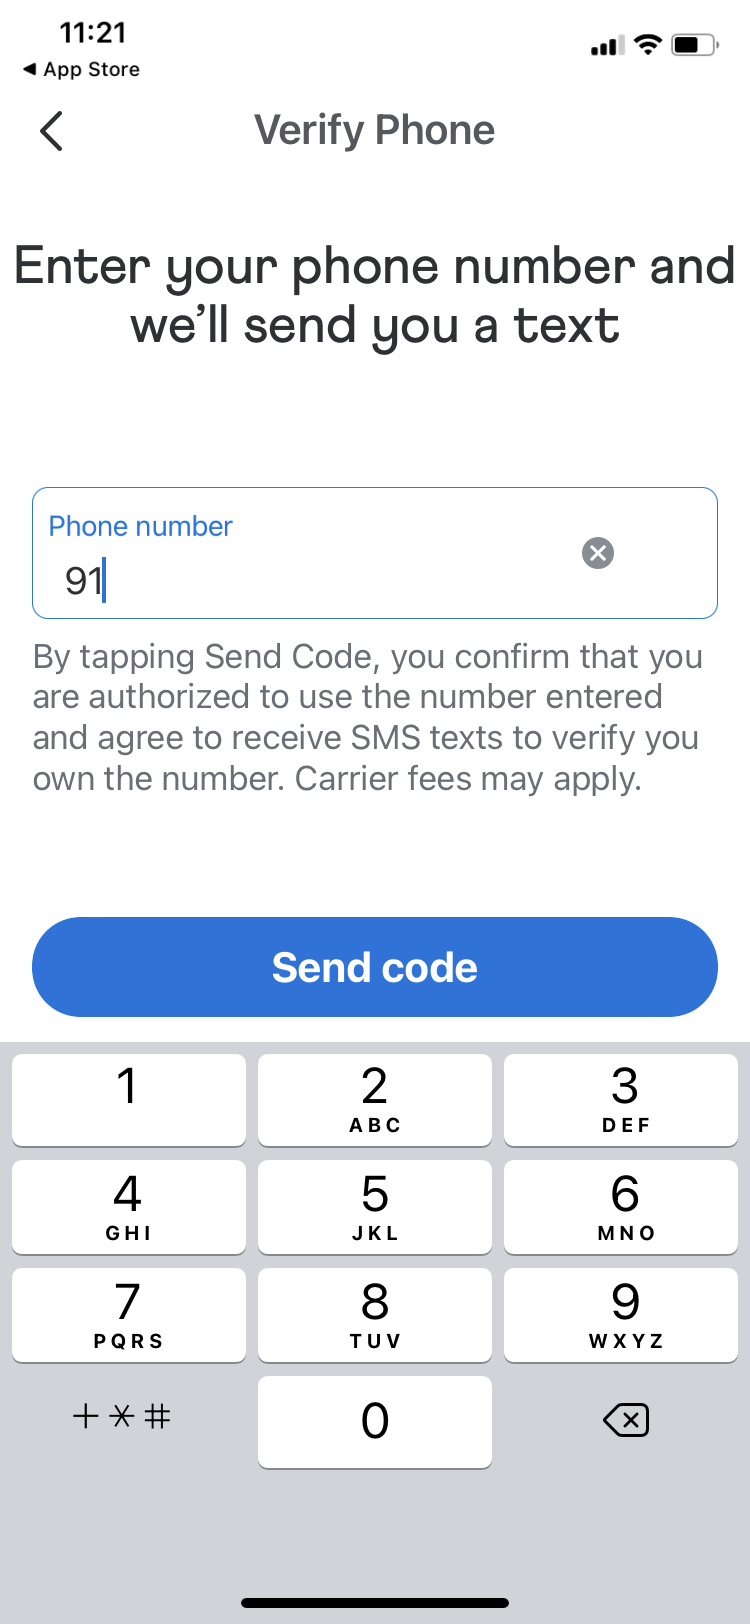 11:21
◀ App Store
Verify Phone
Enter your phone number and
we’ll send you a text
Phone number
91
By tapping Send Code, you confirm that you
are authorized to use the number entered
and agree to receive SMS texts to verify you
own the number. Carrier fees may apply.
Send code
1 2 3
ABC DEF
4 5 6
GHI JKL MNO
7 8 9
PQRS TUV WXYZ
+*# 0